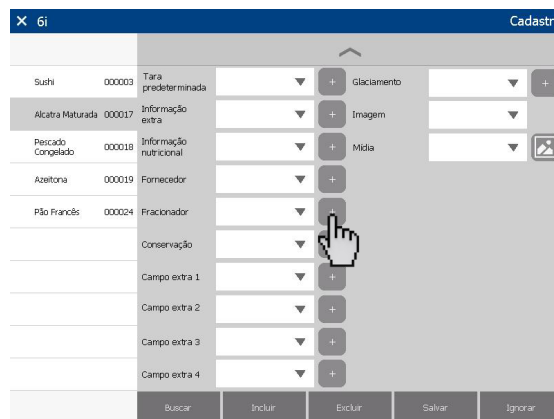 6i
Cadastr
Sushi 000003
Alcatra Maturada 000017
Pescado
Congelado 000018
Azeitona 000019
Pão Francês 000024
Tara
predeterminada
Informação
extra
Informação
nutricional
Fornecedor
Fracionador
Conservação
Campo extra 1
Campo extra 2
Campo extra 3
Campo extra 4
Glaciamento
Imagem
Mídia
Buscar Incluir Excluir Salvar Ignorar